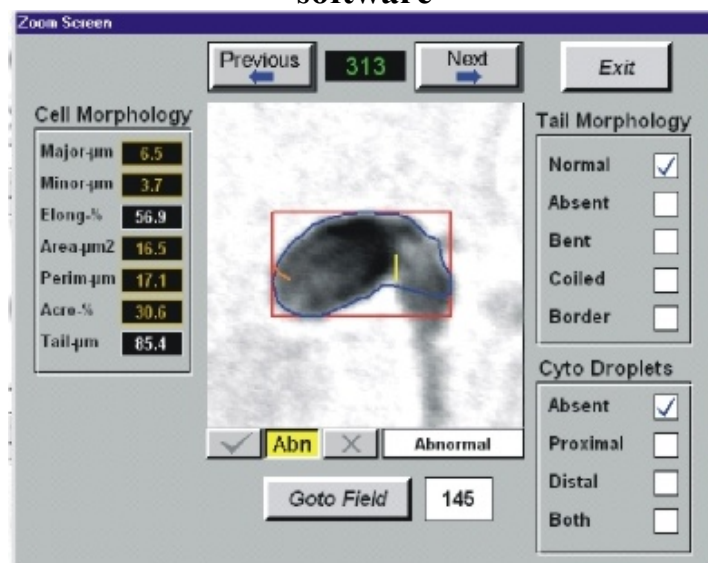 software
Zoom Screen
Previous 313 Next Exit
Cell Morphology
Major-µm 6.5
Minor-µm 3.7
Elong-% 56.9
Area-µm2 16.5
Perim-µm 17.1
Acro-% 30.6
Tail-µm 85.4
Abn Abnormal
Goto Field 145
Tail Morphology
Normal
Absent
Bent
Coiled
Border
Cyto Droplets
Absent
Proximal
Distal
Both